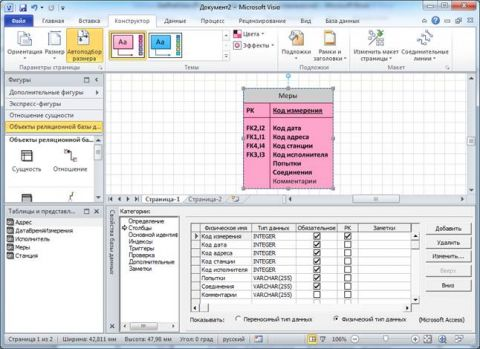 Документ2 – Microsoft Visio
Файл Главная Вставка Конструктор Данные Процесс Рецензирование Вид База данных
Ориентация Размер Автоподбор размера
Параметры страницы
Aa Aa
Цвета
Эффекты
Темы
Подложки Рамки и заголовки
Подложки
Изменить макет страницы Соединительные линии
Макет
Фигуры
Дополнительные фигуры
Экспресс-фигуры
Отношение сущности
Объекты реляционной базы д...
Объекты реляционной базы...
Сущность Отношение
Меры
PK Код измерения
FK2,I2 Код дата
FK1,I1 Код адреса
FK4,I4 Код станции
FK3,I3 Код исполнителя
Попытки
Соединения
Комментарии
Страница-1 Страница-2
Таблицы и представл...
Адрес
ДатаВремяИзмерения
Исполнитель
Меры
Станция
Свойства базы данных
Категории:
Определение
Столбцы
Основной идентиф
Индексы
Триггеры
Проверка
Дополнительные
Заметки
Физическое имя Тип данных Обязательное PK Заметки
Код измерения INTEGER
Код дата INTEGER
Код адреса INTEGER
Код станции INTEGER
Код исполнителя INTEGER
Попытки VARCHAR(255)
Соединения VARCHAR(255)
Комментарии VARCHAR(255)
Добавить
Удалить
Изменить...
Вверх
Вниз
Показывать: Переносимый тип данных Физический тип данных (Microsoft Access)
Страница 1 из 2 Ширина: 42,811 мм Высота: 47,98 мм Угол: 0 град русский 106%